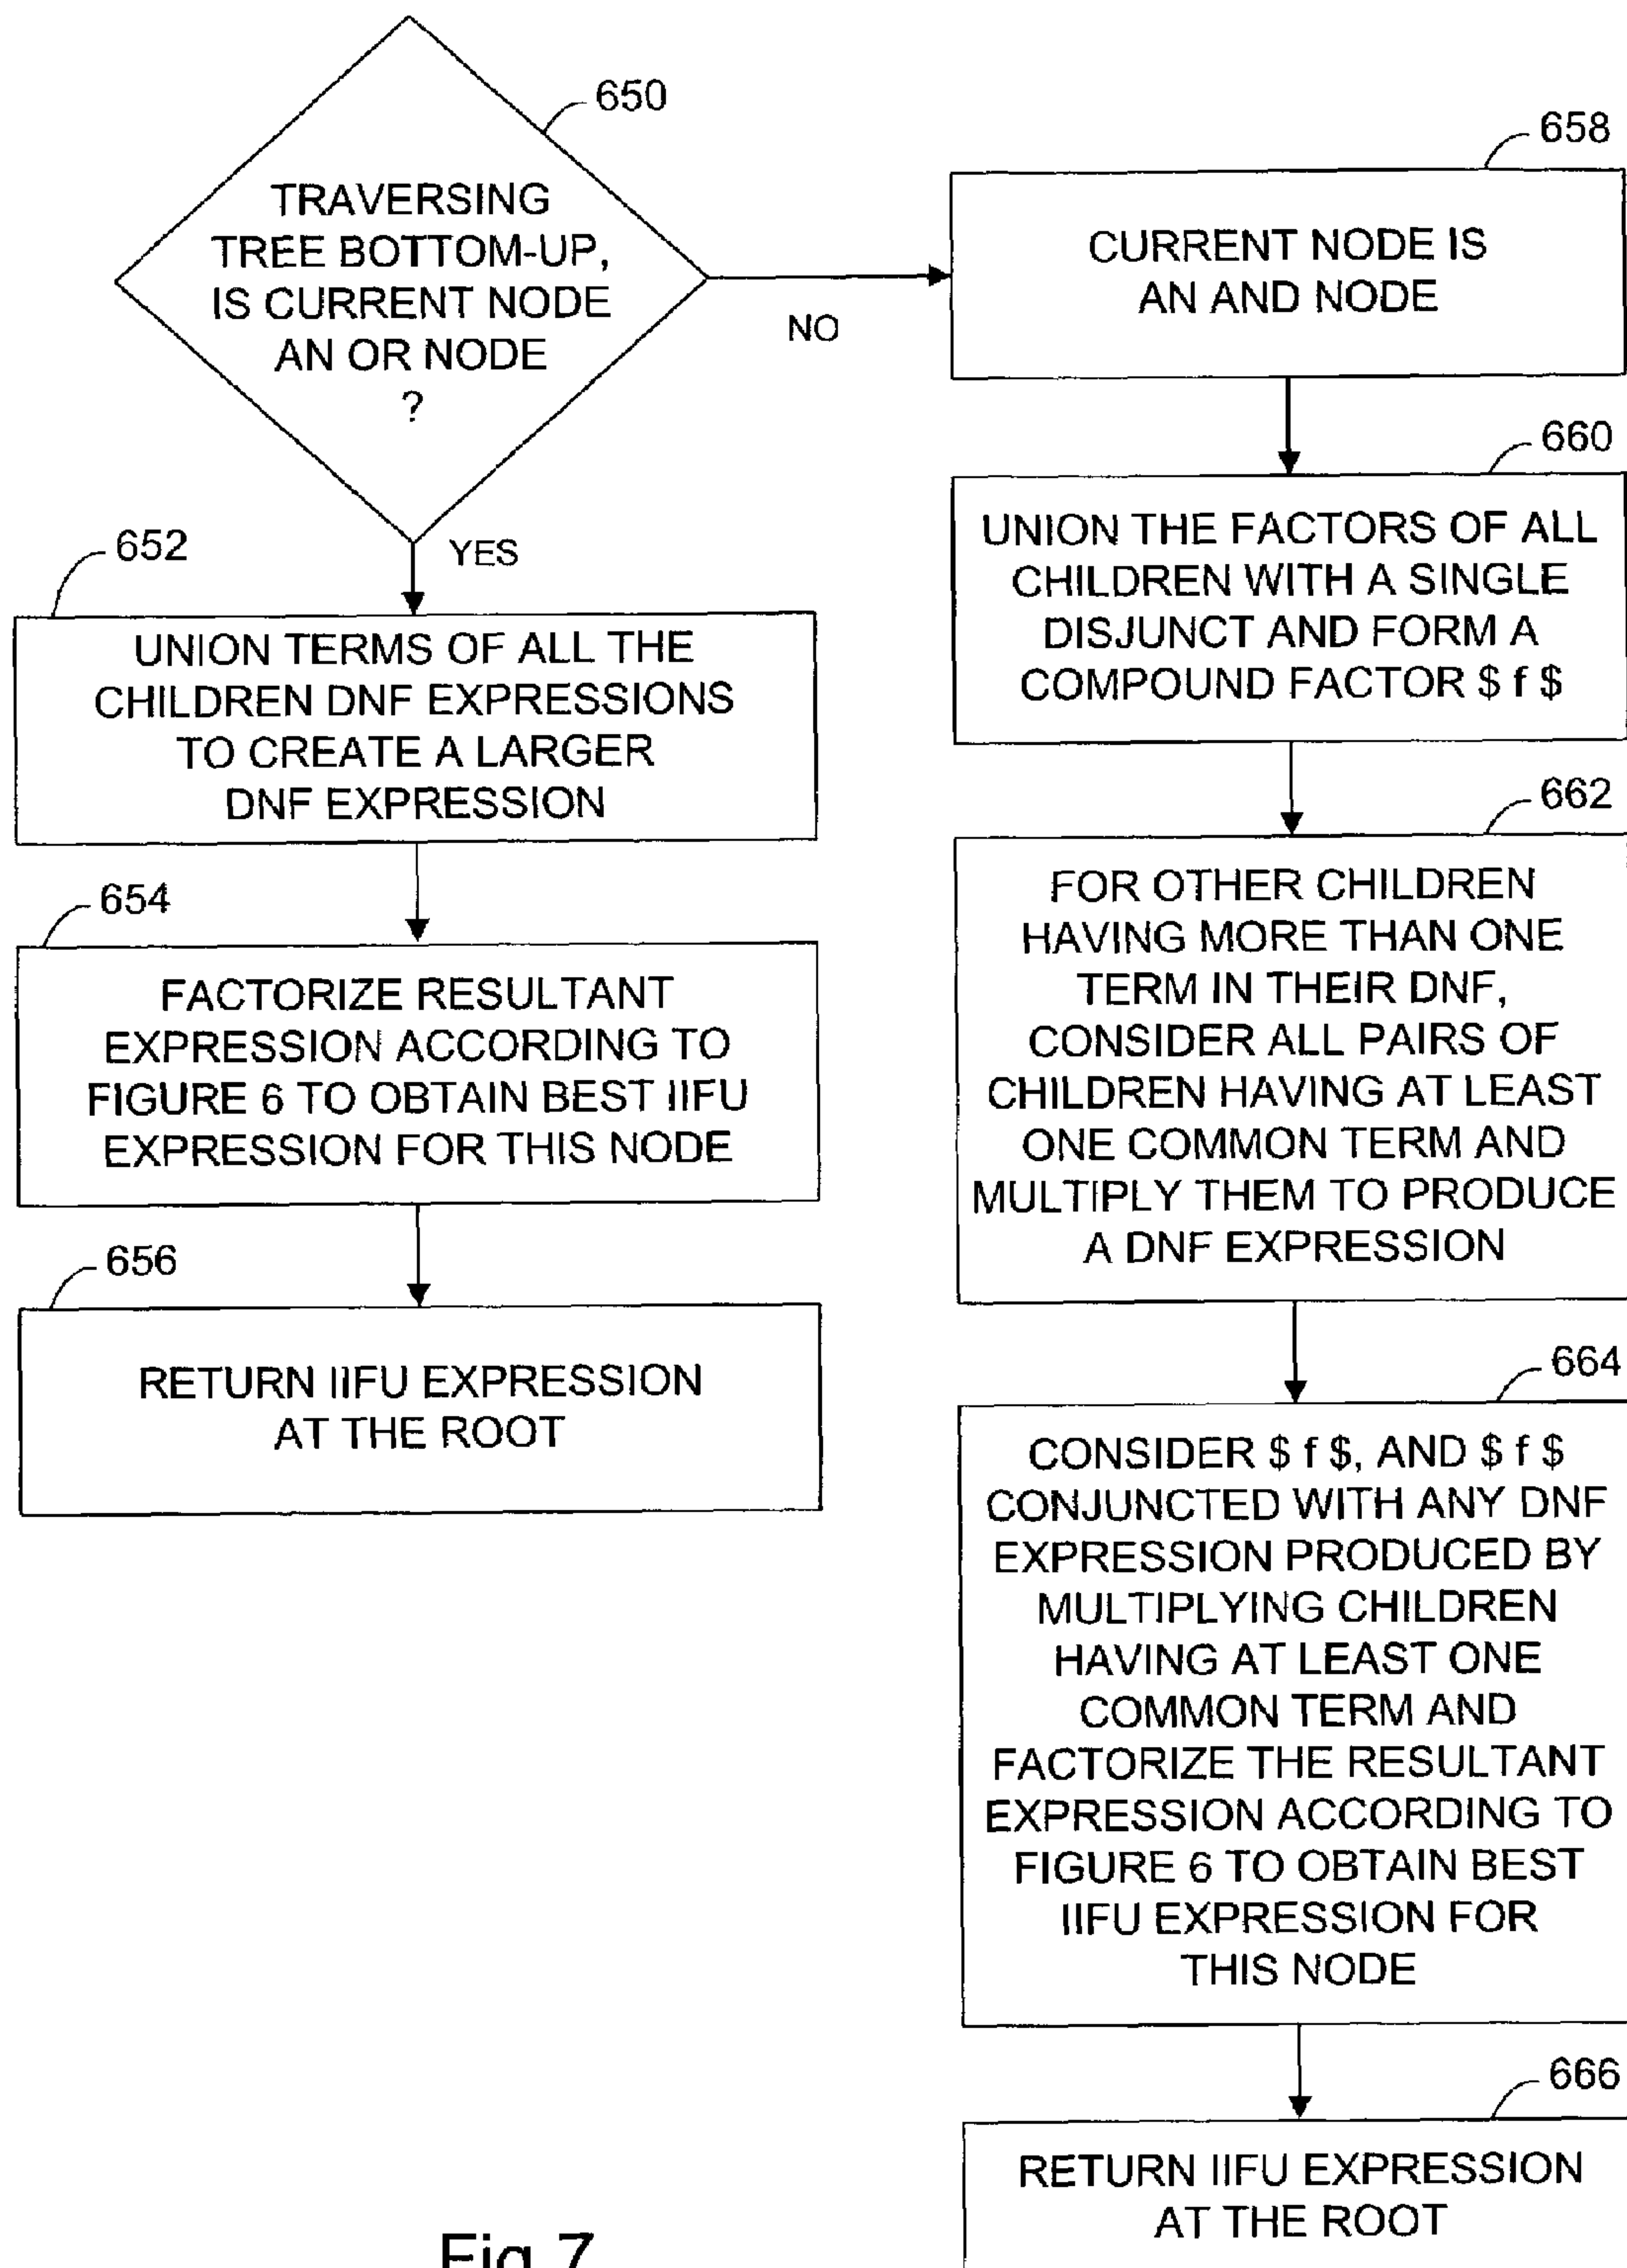 650
TRAVERSING
TREE BOTTOM-UP,
IS CURRENT NODE
AN OR NODE
?
NO
YES
652
UNION TERMS OF ALL THE
CHILDREN DNF EXPRESSIONS
TO CREATE A LARGER
DNF EXPRESSION
654
FACTORIZE RESULTANT
EXPRESSION ACCORDING TO
FIGURE 6 TO OBTAIN BEST IIFU
EXPRESSION FOR THIS NODE
656
RETURN IIFU EXPRESSION
AT THE ROOT
658
CURRENT NODE IS
AN AND NODE
660
UNION THE FACTORS OF ALL
CHILDREN WITH A SINGLE
DISJUNCT AND FORM A
COMPOUND FACTOR $ f $
662
FOR OTHER CHILDREN
HAVING MORE THAN ONE
TERM IN THEIR DNF,
CONSIDER ALL PAIRS OF
CHILDREN HAVING AT LEAST
ONE COMMON TERM AND
MULTIPLY THEM TO PRODUCE
A DNF EXPRESSION
664
CONSIDER $ f $, AND $ f $
CONJUNCTED WITH ANY DNF
EXPRESSION PRODUCED BY
MULTIPLYING CHILDREN
HAVING AT LEAST ONE
COMMON TERM AND
FACTORIZE THE RESULTANT
EXPRESSION ACCORDING TO
FIGURE 6 TO OBTAIN BEST
IIFU EXPRESSION FOR
THIS NODE
666
RETURN IIFU EXPRESSION
AT THE ROOT
Fig 7